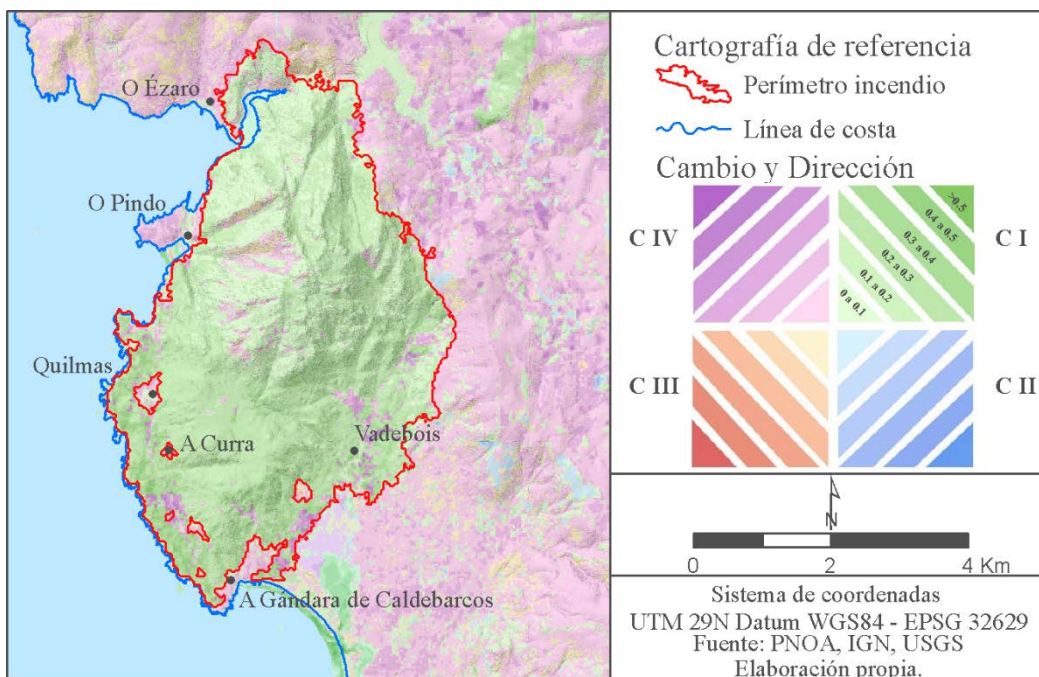 O Ézaro
O Pindo
Quilmas
A Curra
Vadebois
A Gándara de Caldebarcos
Cartografía de referencia
Perímetro incendio
Línea de costa
Cambio y Dirección
C IV
C I
>0.5
0.4 a 0.5
0.3 a 0.4
0.2 a 0.3
0.1 a 0.2
0 a 0.1
C III
C II
N
0 2 4 Km
Sistema de coordenadas
UTM 29N Datum WGS84 - EPSG 32629
Fuente: PNOA, IGN, USGS
Elaboración propia.